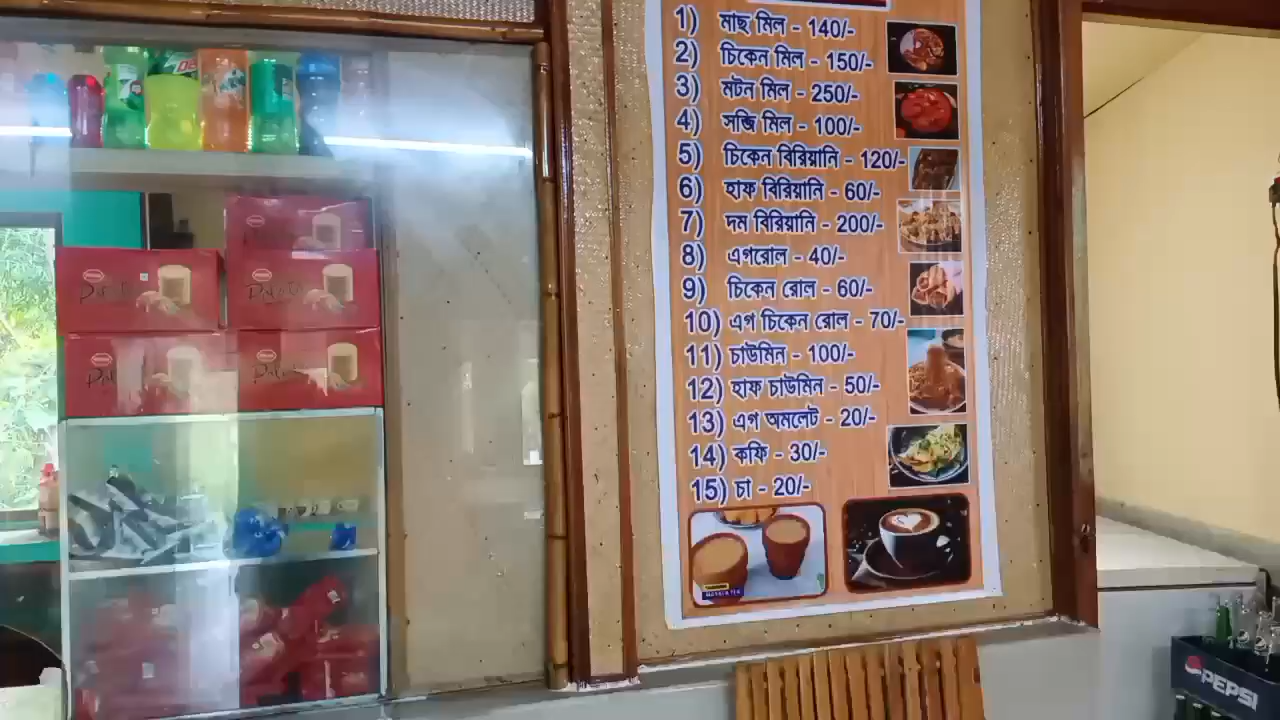 1) মাছ মিল - 140/-
2) চিকেন মিল - 150/-
3) মটন মিল - 250/-
4) সব্জি মিল - 100/-
5) চিকেন বিরিয়ানি - 120/-
6) হাফ বিরিয়ানি - 60/-
7) দম বিরিয়ানি - 200/-
8) এগরোল - 40/-
9) চিকেন রোল - 60/-
10) এগ চিকেন রোল - 70/-
11) চাউমিন - 100/-
12) হাফ চাউমিন - 50/-
13) এগ অমলেট - 20/-
14) কফি - 30/-
15) চা - 20/-
PEPSI